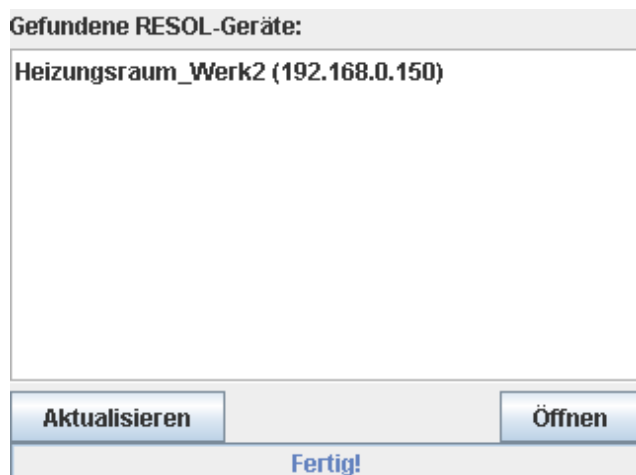 Gefundene RESOL-Geräte:
Heizungsraum_Werk2 (192.168.0.150)
Aktualisieren
Öffnen
Fertig!